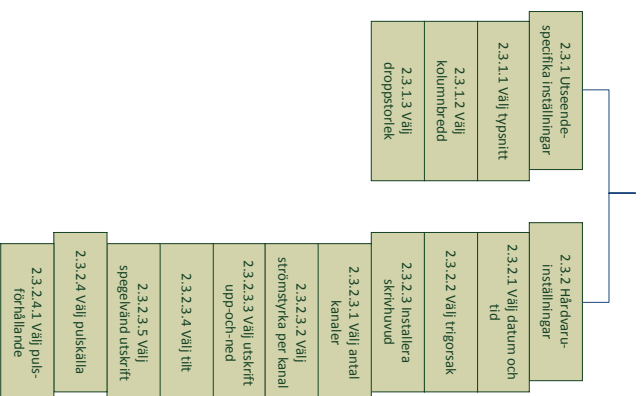 2.3.1 Utseende-
specifika inställningar
2.3.1.1 Välj typsnitt
2.3.1.2 Välj
kolumnbredd
2.3.1.3 Välj
droppstorlek
2.3.2 Hårdvaru-
inställningar
2.3.2.1 Välj datum och
tid
2.3.2.2 Välj trigorsak
2.3.2.3 Installera
skrivhuvud
2.3.2.3.1 Välj antal
kanaler
2.3.2.3.2 Välj
strömstyrka per kanal
2.3.2.3.3 Välj utskrift
upp-och-ned
2.3.2.3.4 Välj tilt
2.3.2.3.5 Välj
spegelvänd utskrift
2.3.2.4 Välj pulskälla
2.3.2.4.1 Välj puls-
förhållande